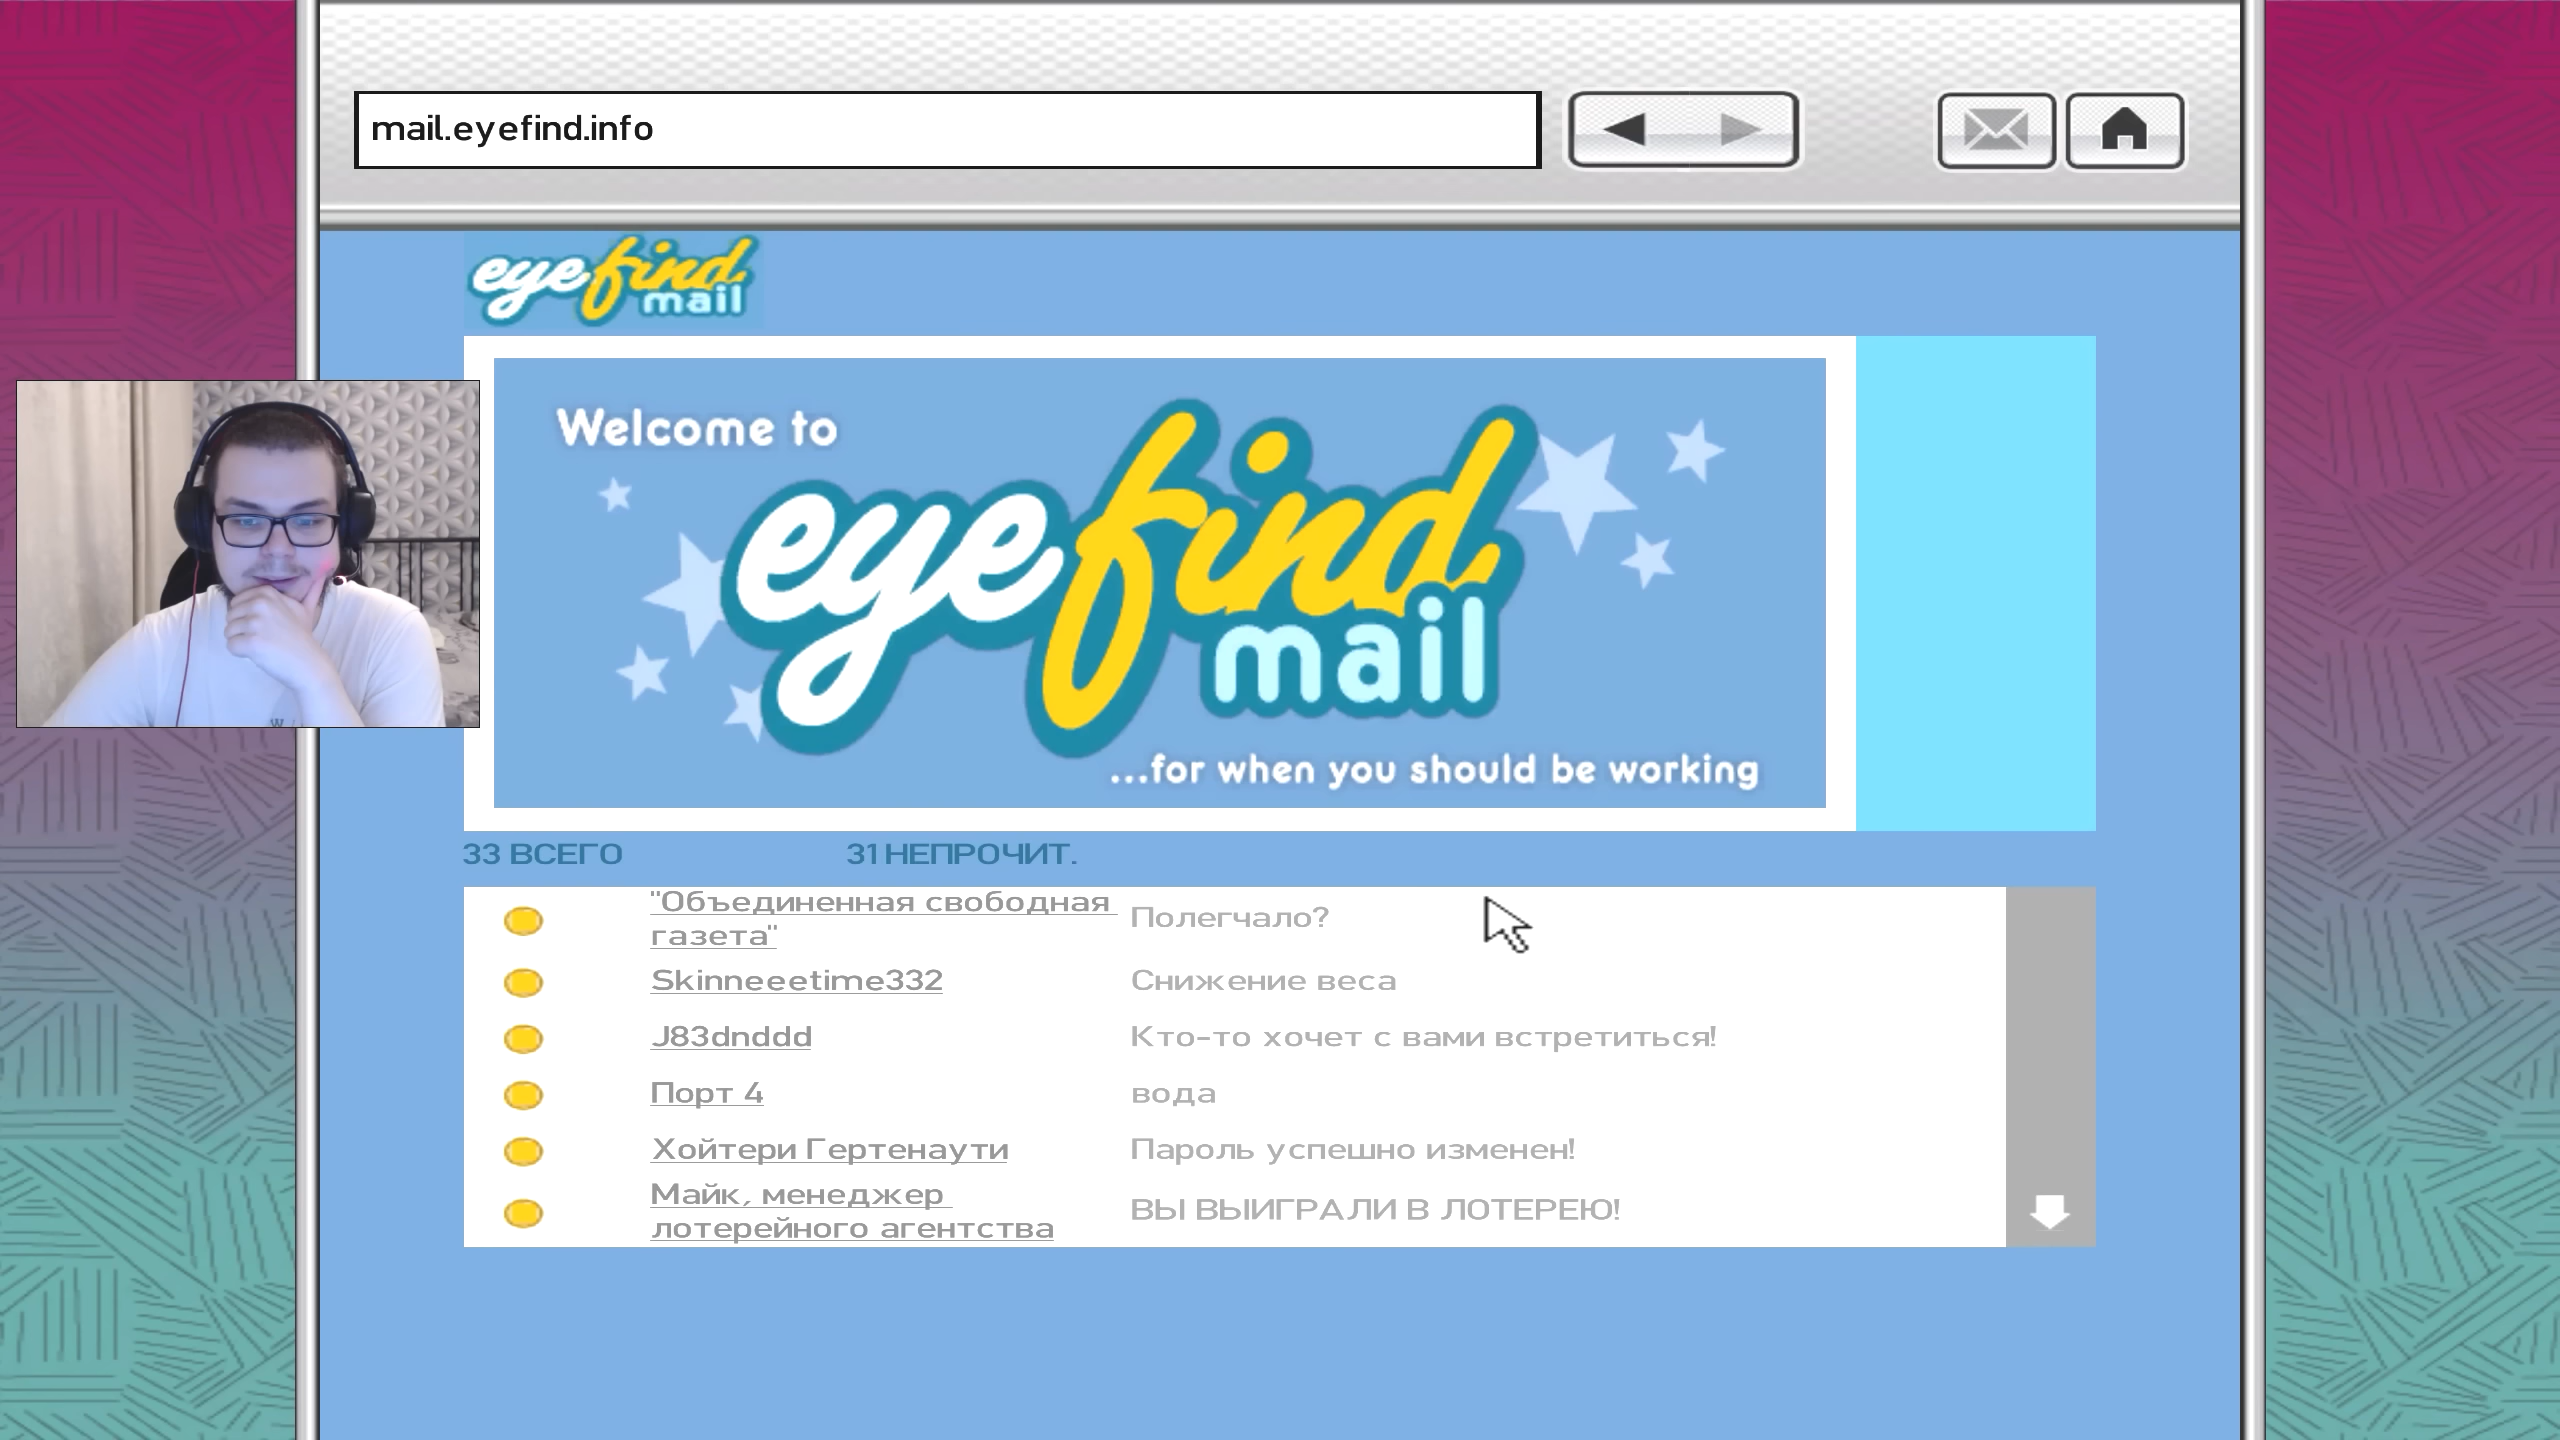 mail.eyefind.info
eyefind
mail
Welcome to
eyefind
mail
...for when you should be working
33 ВСЕГО
31 НЕПРОЧИТ.
"Объединенная свободная
газета"
Полегчало?
Skinneeetime332
Снижение веса
J83dnddd
Кто-то хочет с вами встретиться!
Порт 4
вода
Хойтери Гертенаути
Пароль успешно изменен!
Майк, менеджер
лотерейного агентства
ВЫ ВЫИГРАЛИ В ЛОТЕРЕЮ!